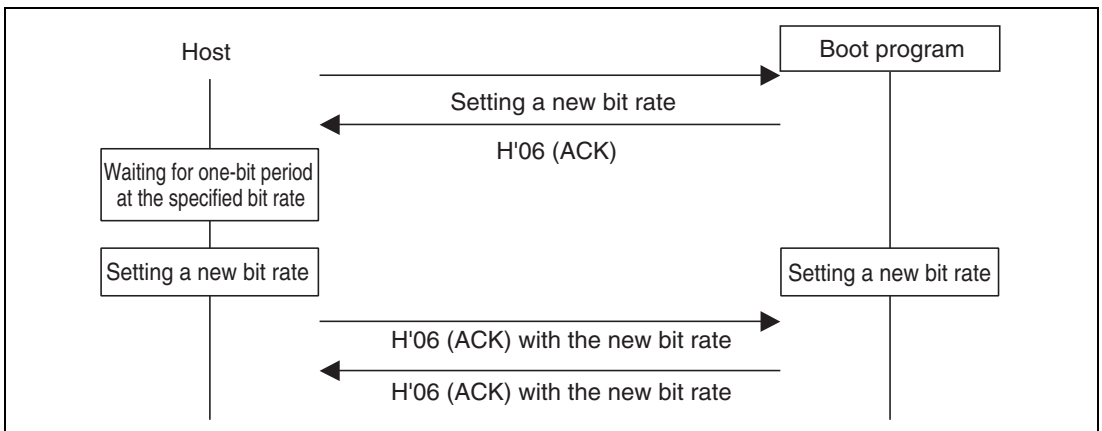 Host
Boot program
Setting a new bit rate
H'06 (ACK)
Waiting for one-bit period
at the specified bit rate
Setting a new bit rate
Setting a new bit rate
H'06 (ACK) with the new bit rate
H'06 (ACK) with the new bit rate